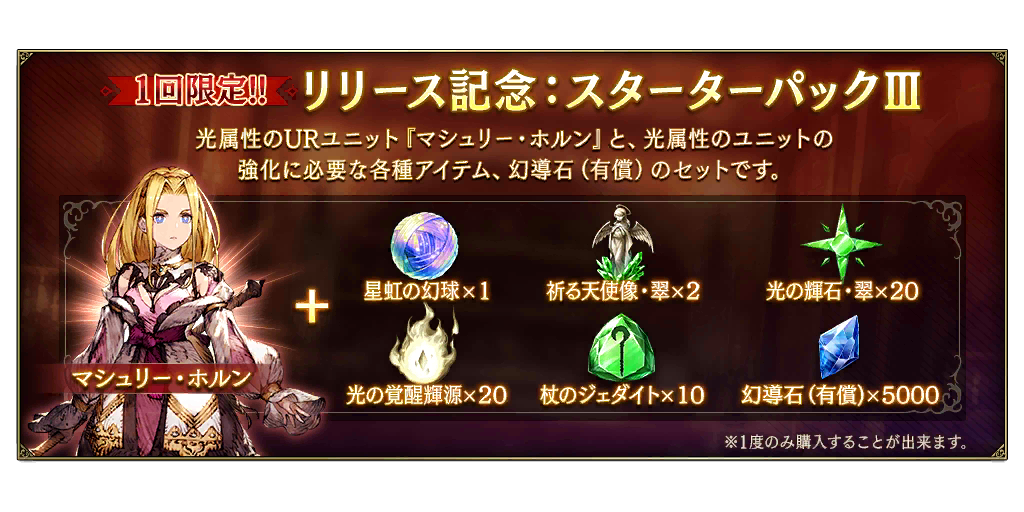 1回限定!! リリース記念：スターターパックⅢ
光属性のURユニット『マシュリー・ホルン』と、光属性のユニットの
強化に必要な各種アイテム、幻導石（有償）のセットです。
マシュリー・ホルン
+
星虹の幻球×1
祈る天使像・翠×2
光の輝石・翠×20
光の覚醒輝源×20
杖のジェダイト×10
幻導石（有償）×5000
※1度のみ購入することが出来ます。